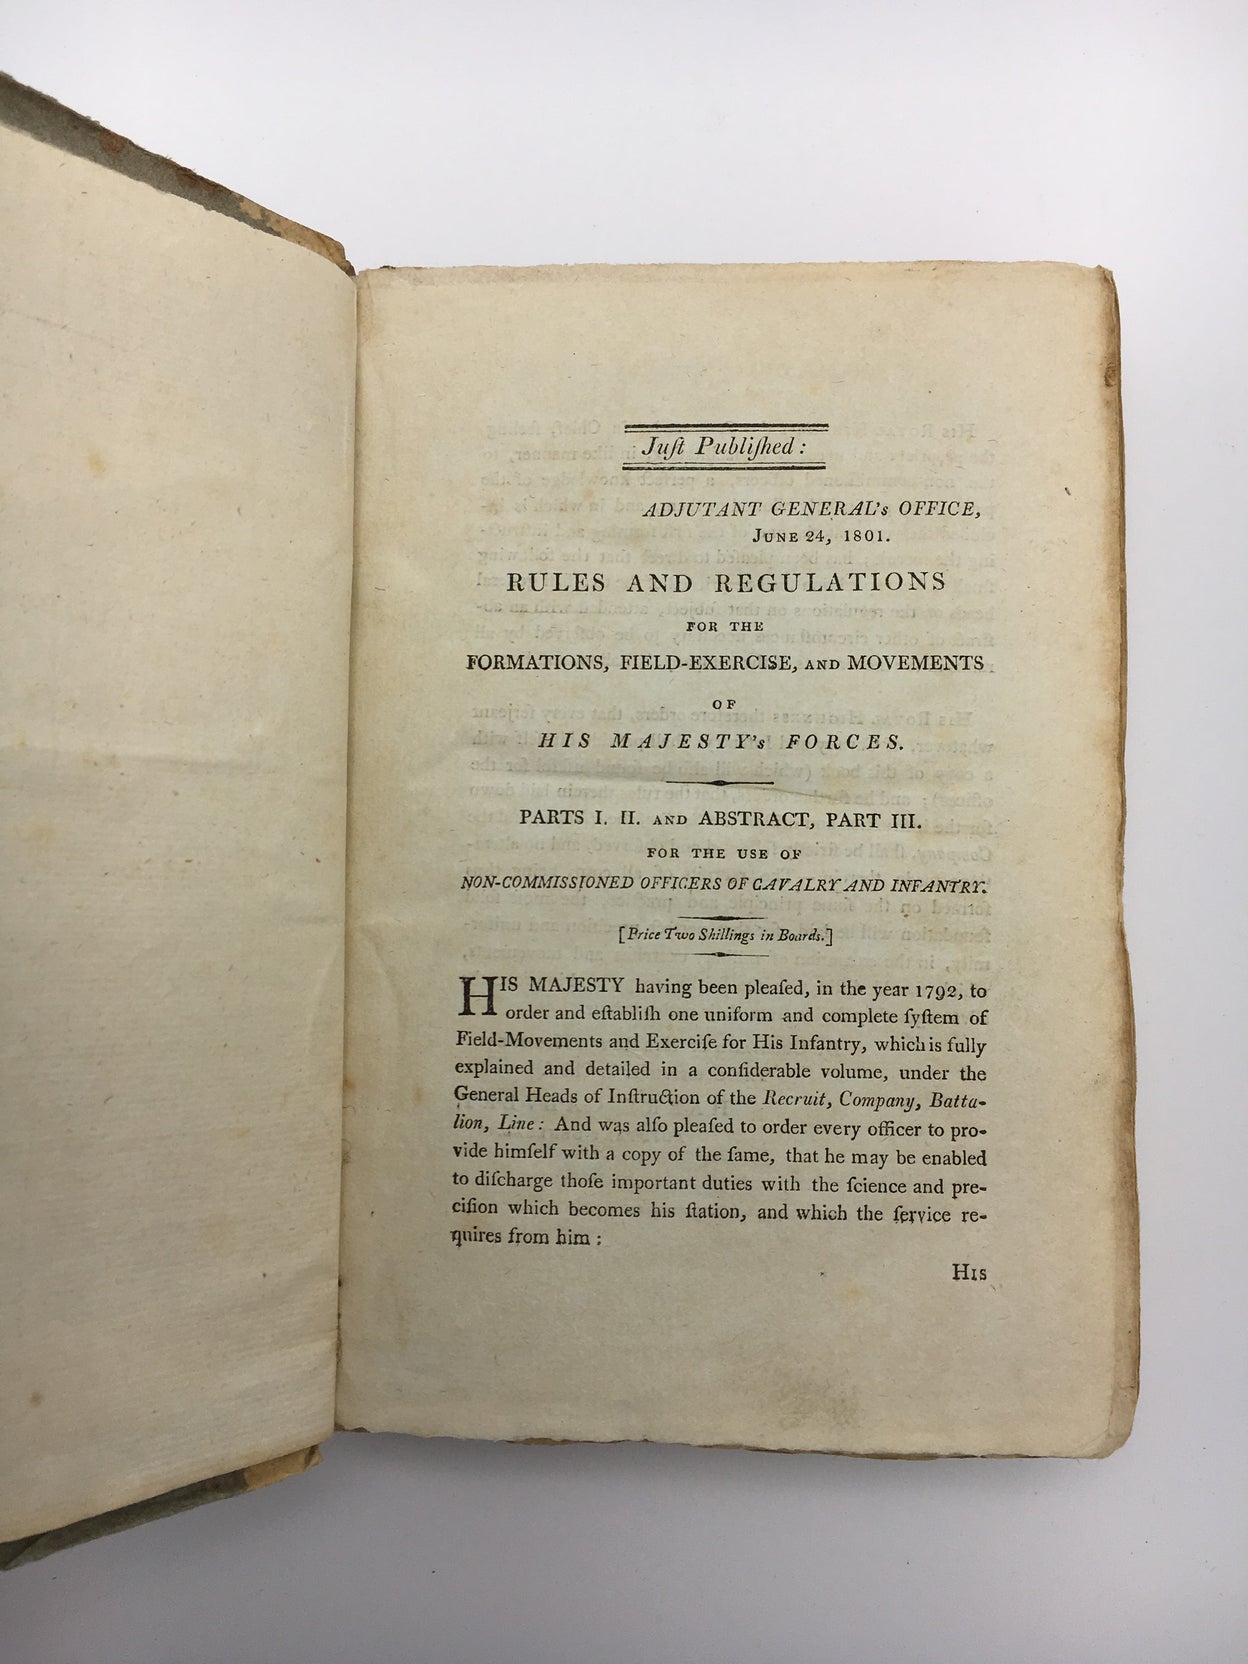 Juſt Publiſhed:
ADJUTANT GENERAL's OFFICE,
JUNE 24, 1801.
RULES AND REGULATIONS
FOR THE
FORMATIONS, FIELD-EXERCISE, AND MOVEMENTS
OF
HIS MAJESTY's FORCES.
PARTS I. II. AND ABSTRACT, PART III.
FOR THE USE OF
NON-COMMISSIONED OFFICERS OF CAVALRY AND INFANTRY.
[Price Two Shillings in Boards.]
HIS MAJESTY having been pleaſed, in the year 1792, to
order and eſtabliſh one uniform and complete ſyſtem of
Field-Movements and Exerciſe for His Infantry, which is fully
explained and detailed in a conſiderable volume, under the
General Heads of Inſtruction of the Recruit, Company, Batta-
lion, Line: And was alſo pleaſed to order every officer to pro-
vide himſelf with a copy of the ſame, that he may be enabled
to diſcharge thoſe important duties with the ſcience and pre-
ciſion which becomes his ſtation, and which the ſervice re-
quires from him:
HIS